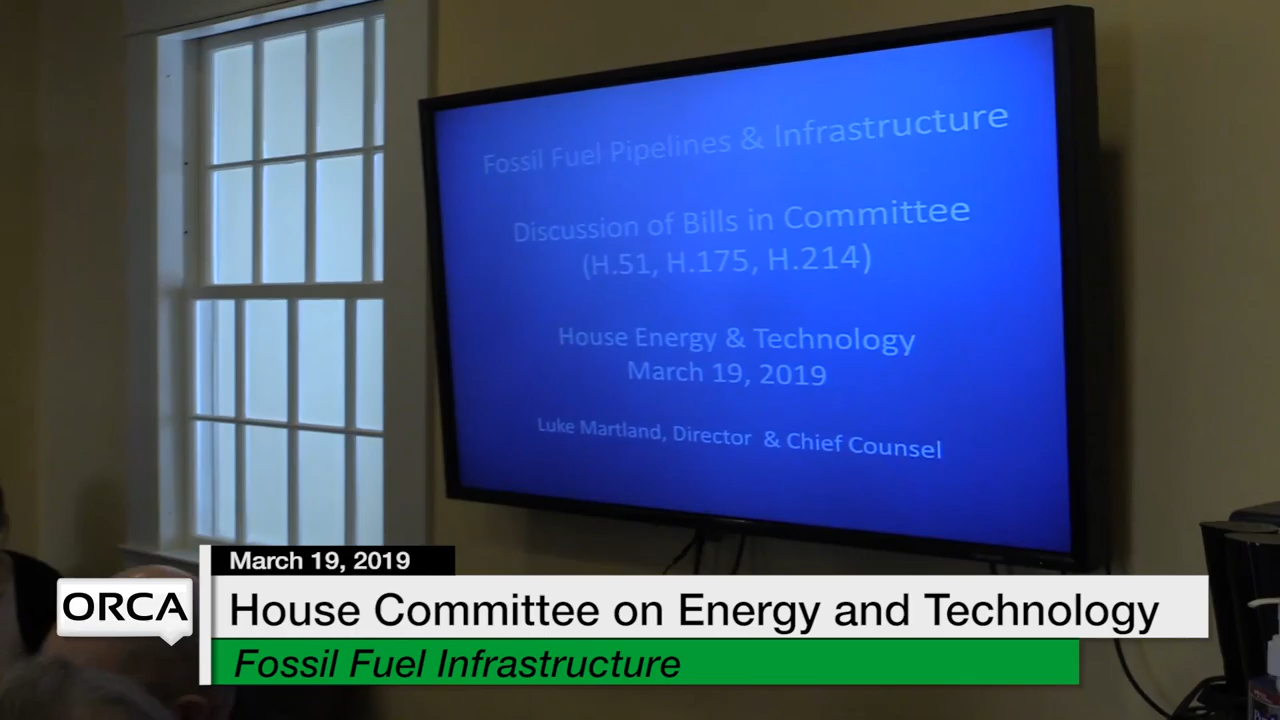 Fossil Fuel Pipelines & Infrastructure
Discussion of Bills in Committee
(H.51, H.175, H.214)
House Energy & Technology
March 19, 2019
Luke Martland, Director & Chief Counsel
March 19, 2019
ORCA
House Committee on Energy and Technology
Fossil Fuel Infrastructure